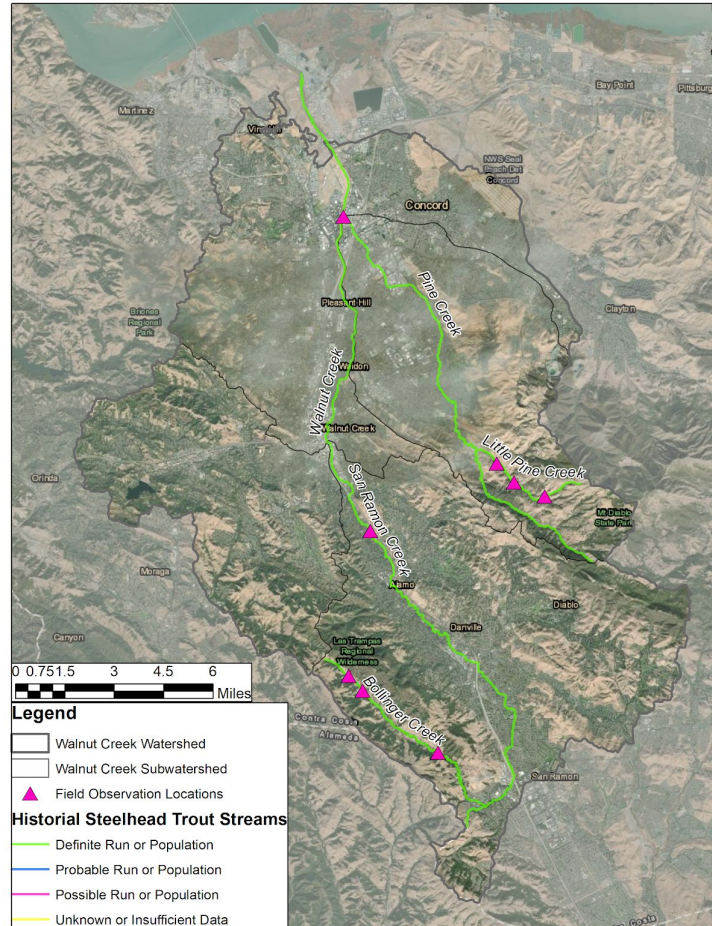 Bay Point
Pittsburg
Martinez
Vine Hill
NWS Seal
Beach Det
Concord
Concord
Pine Creek
Clayton
Pleasant Hill
Briones
Regional
Park
Waldon
Walnut Creek
Walnut Creek
Little Pine Creek
Orinda
San Ramon Creek
Mt Diablo
State Park
Moraga
Alamo
Diablo
Canyon
Danville
Las Trampas
Regional
Wilderness
0 0.75 1.5 3 4.5 6
Miles
Bollinger Creek
Contra Costa
Alameda
San Ramon
Legend
Walnut Creek Watershed
Walnut Creek Subwatershed
Field Observation Locations
Historical Steelhead Trout Streams
Definite Run or Population
Probable Run or Population
Possible Run or Population
Unknown or Insufficient Data